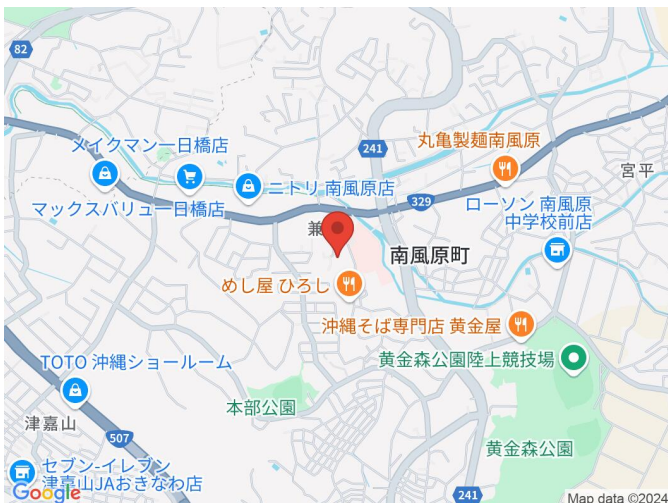 82
メイクマン一日橋店
241
丸亀製麺南風原
宮平
ニトリ 南風原店
マックスバリュ一日橋店
329
ローソン 南風原
中学校前店
兼
南風原町
めし屋 ひろし
沖縄そば専門店 黄金屋
黄金森公園陸上競技場
TOTO 沖縄ショールーム
本部公園
津嘉山
507
黄金森公園
セブン-イレブン
津嘉山JAおきなわ店
241
Google
Map data ©2024